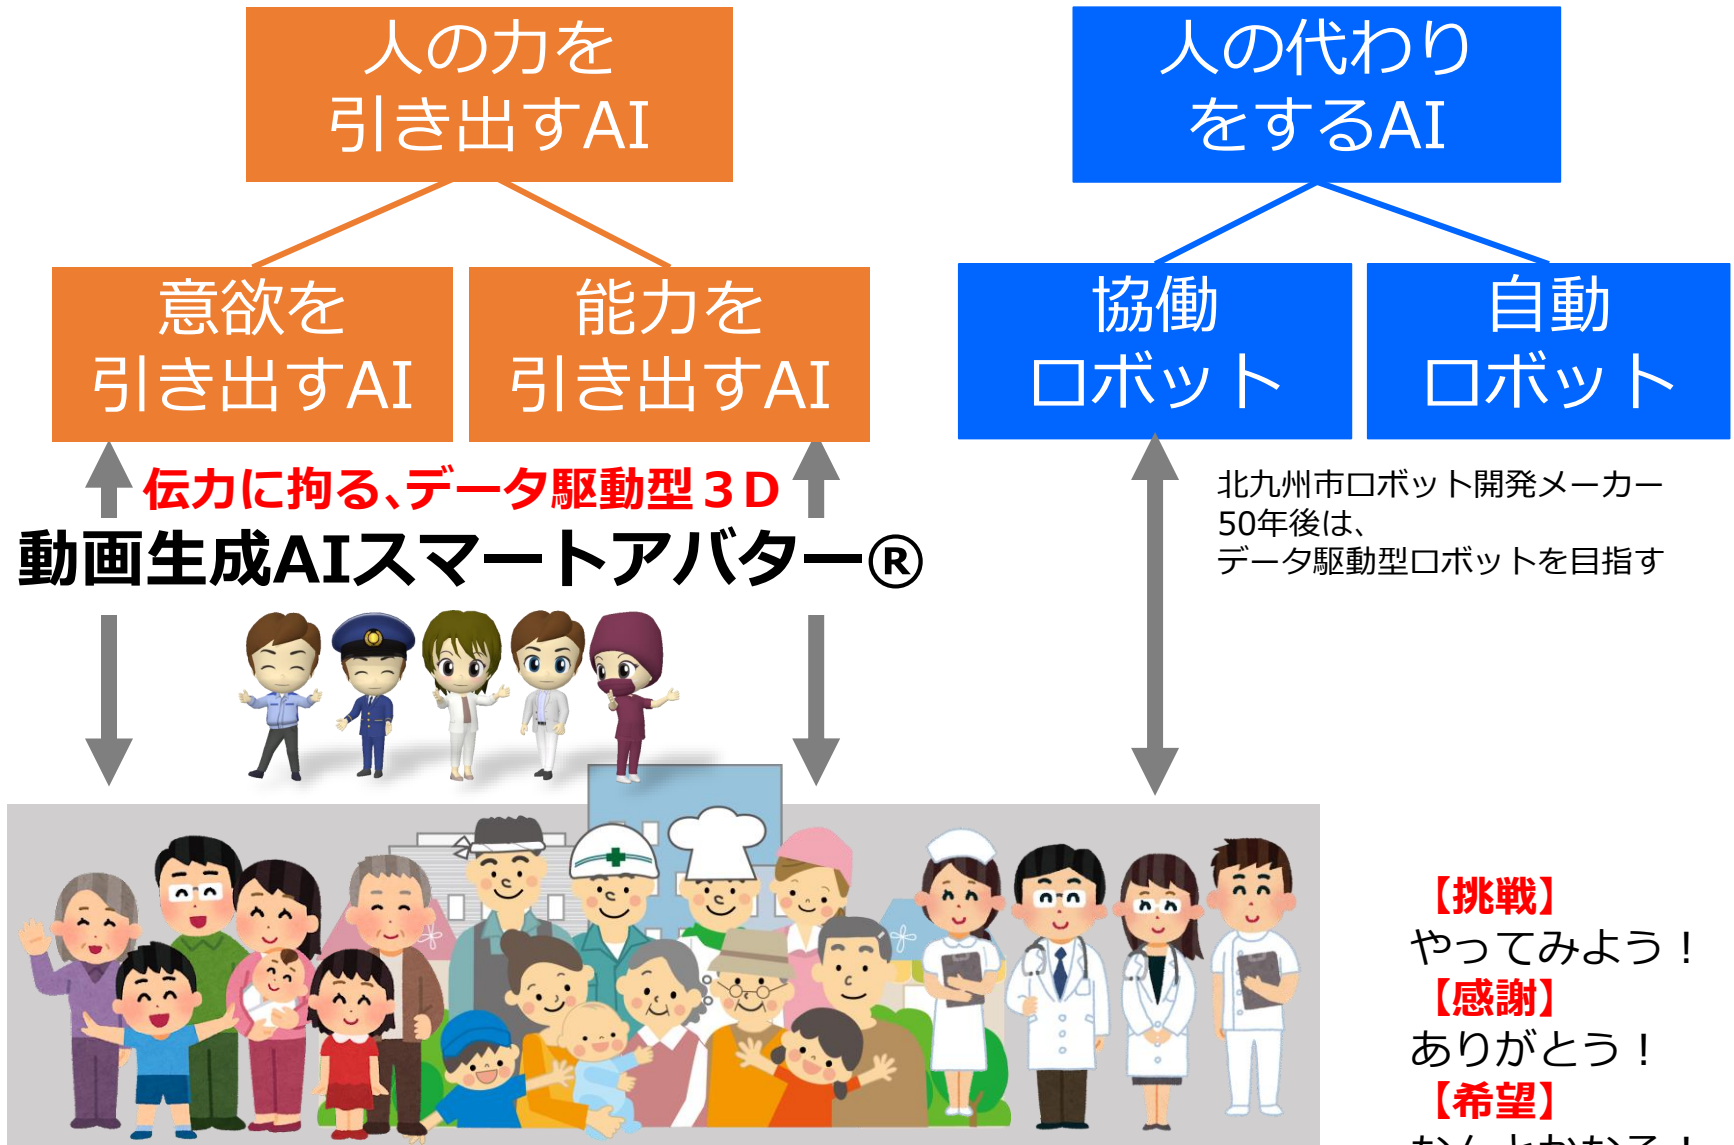 人の力を
引き出すAI
人の代わり
をするAI
意欲を
引き出すAI
能力を
引き出すAI
協働
ロボット
自動
ロボット
伝力に拘る、データ駆動型３D
動画生成AIスマートアバター®
北九州市ロボット開発メーカー
50年後は、
データ駆動型ロボットを目指す
【挑戦】
やってみよう！
【感謝】
ありがとう！
【希望】